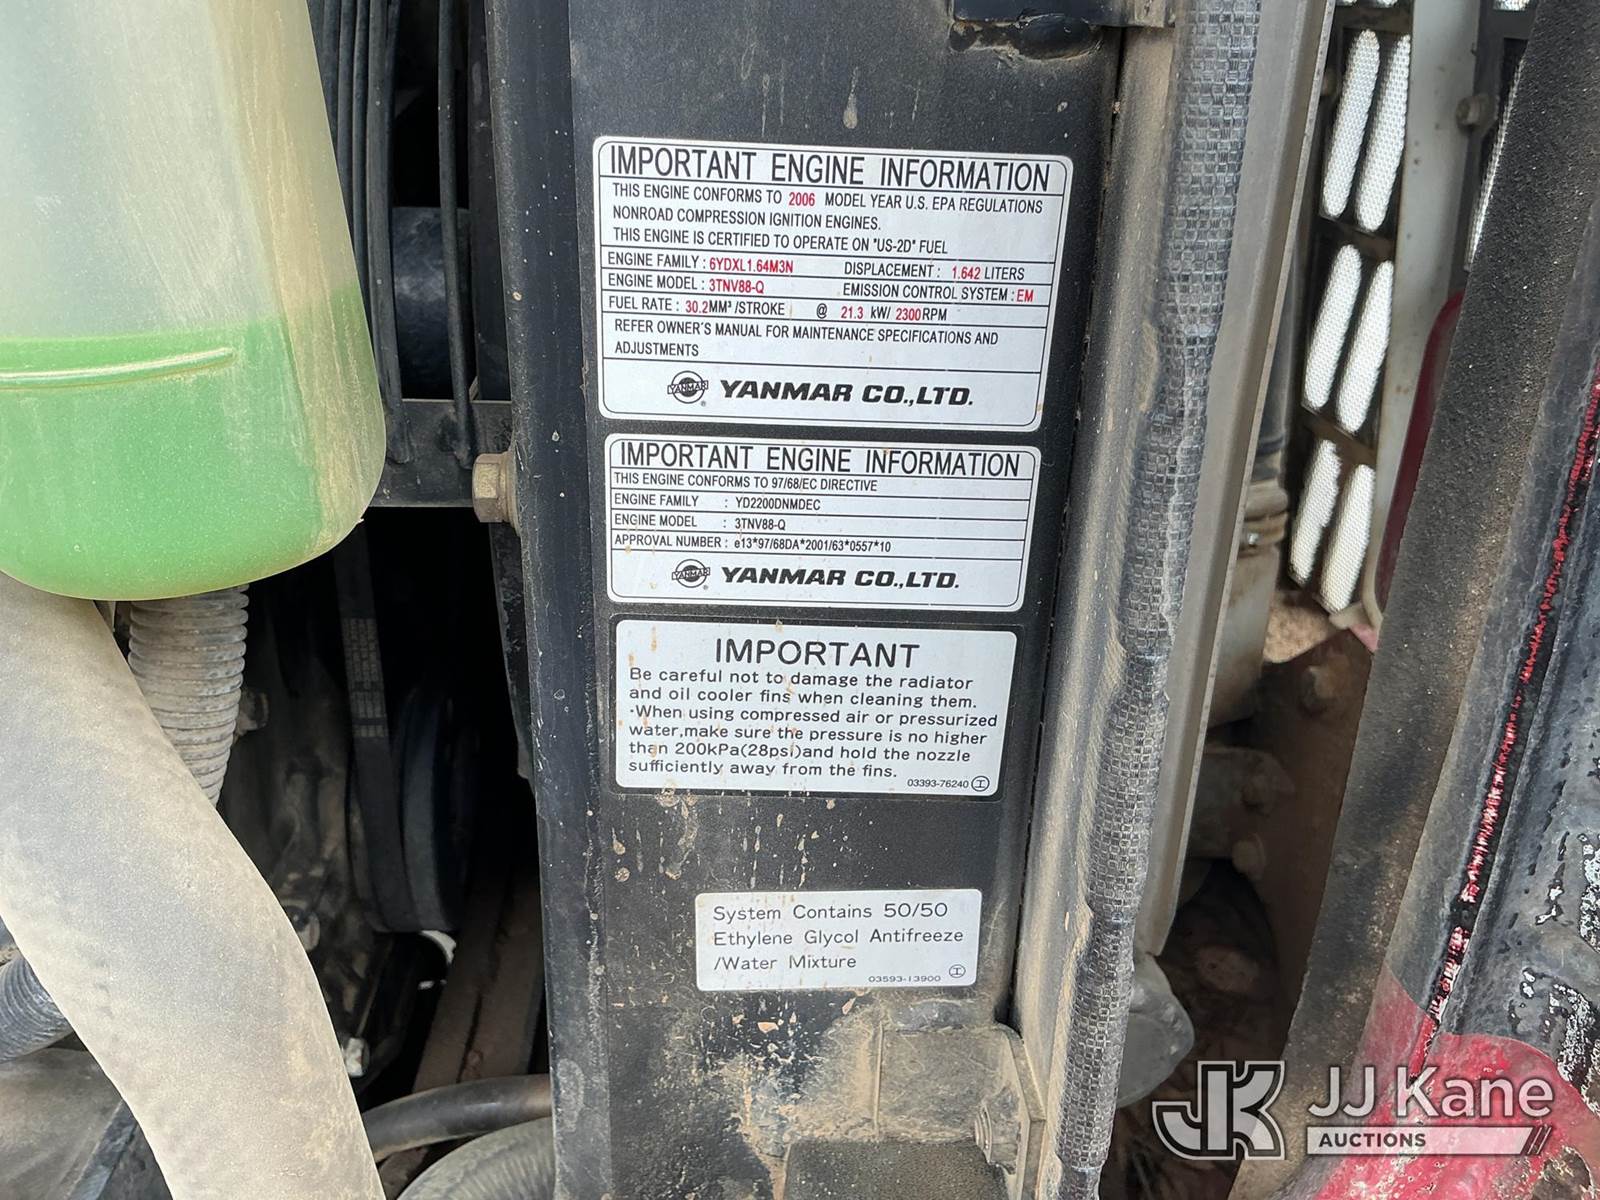 IMPORTANT ENGINE INFORMATION
THIS ENGINE CONFORMS TO 2006 MODEL YEAR U.S. EPA REGULATIONS
NONROAD COMPRESSION IGNITION ENGINES.
THIS ENGINE IS CERTIFIED TO OPERATE ON "US-2D" FUEL
ENGINE FAMILY : 6YDXL1.64M3N DISPLACEMENT : 1.642 LITERS
ENGINE MODEL : 3TNV88-Q EMISSION CONTROL SYSTEM : EM
FUEL RATE : 30.2MM³/STROKE @ 21.3 kW/ 2300RPM
REFER OWNER'S MANUAL FOR MAINTENANCE SPECIFICATIONS AND
ADJUSTMENTS
YANMAR ® YANMAR CO.,LTD.
IMPORTANT ENGINE INFORMATION
THIS ENGINE CONFORMS TO 97/68/EC DIRECTIVE
ENGINE FAMILY : YD2200DNMDEC
ENGINE MODEL : 3TNV88-Q
APPROVAL NUMBER : e13*97/68DA*2001/63*0557*10
YANMAR ® YANMAR CO.,LTD.
IMPORTANT
Be careful not to damage the radiator
and oil cooler fins when cleaning them.
·When using compressed air or pressurized
water,make sure the pressure is no higher
than 200kPa(28psi)and hold the nozzle
sufficiently away from the fins.
03393-76240
System Contains 50/50
Ethylene Glycol Antifreeze
/Water Mixture
03593-13900
JK JJ Kane
AUCTIONS